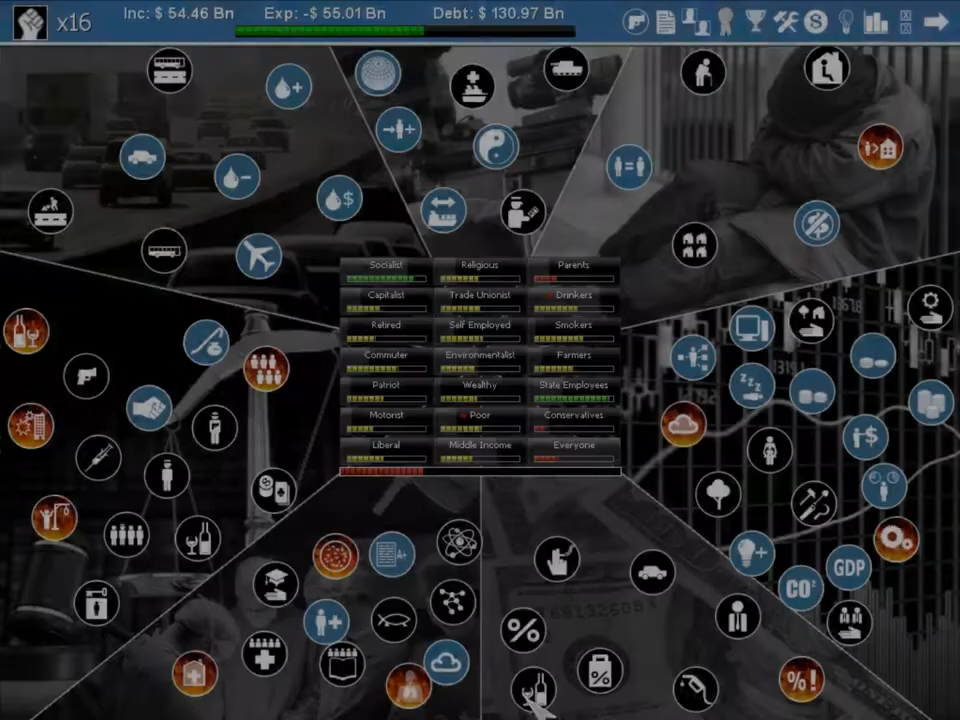 x16 Inc: $ 54.46 Bn Exp: -$ 55.01 Bn Debt: $ 130.97 Bn
Socialist Religious Parents
Capitalist Trade Unionist Drinkers
Retired Self Employed Smokers
Commuter Environmentalist Farmers
Patriot Wealthy State Employees
Motorist Poor Conservatives
Liberal Middle Income Everyone
A+
GDP
CO²
%
%!